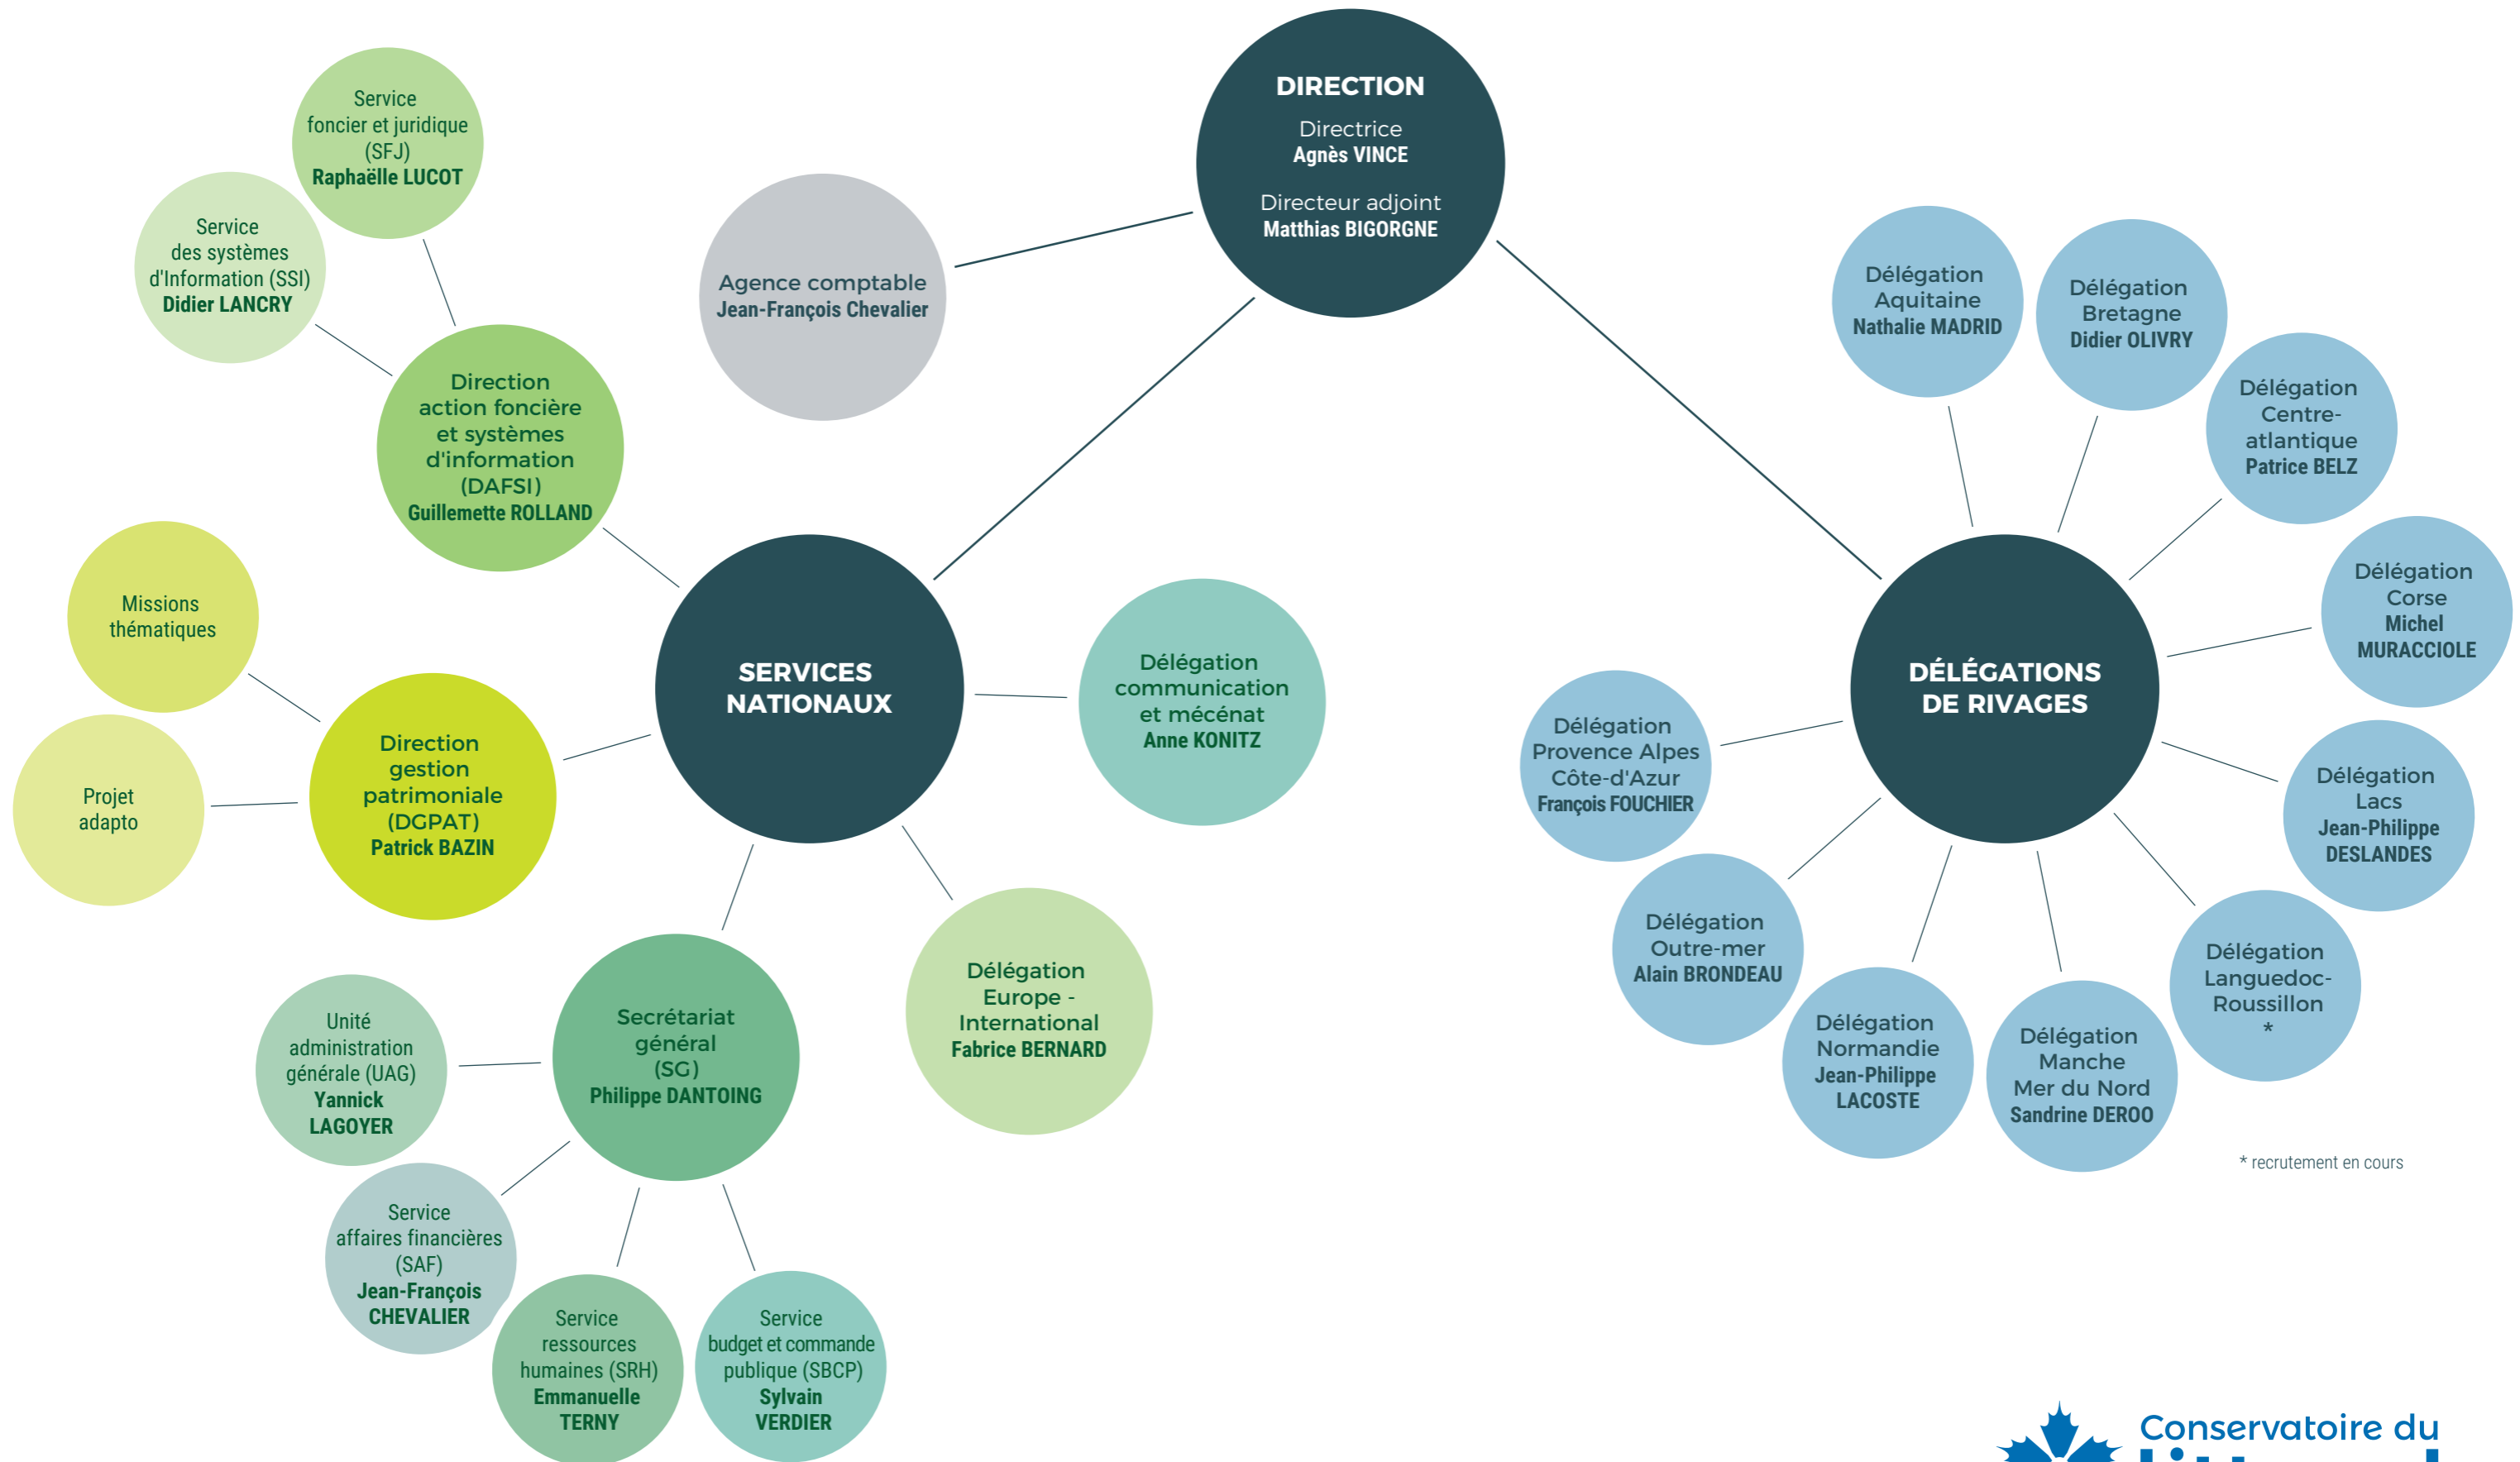 DIRECTION
Directrice
Agnès VINCE
Directeur adjoint
Matthias BIGORGNE
Agence comptable
Jean-François Chevalier
Service
foncier et juridique
(SFJ)
Raphaëlle LUCOT
Service
des systèmes
d'Information (SSI)
Didier LANCRY
Direction
action foncière
et systèmes
d'information
(DAFSI)
Guillemette ROLLAND
Missions
thématiques
Projet
adapto
Direction
gestion
patrimoniale
(DGPAT)
Patrick BAZIN
SERVICES
NATIONAUX
Délégation
communication
et mécénat
Anne KONITZ
Délégation
Europe -
International
Fabrice BERNARD
Secrétariat
général
(SG)
Philippe DANTOING
Unité
administration
générale (UAG)
Yannick
LAGOYER
Service
affaires financières
(SAF)
Jean-François
CHEVALIER
Service
ressources
humaines (SRH)
Emmanuelle
TERNY
Service
budget et commande
publique (SBCP)
Sylvain
VERDIER
DÉLÉGATIONS
DE RIVAGES
Délégation
Aquitaine
Nathalie MADRID
Délégation
Bretagne
Didier OLIVRY
Délégation
Centre-
atlantique
Patrice BELZ
Délégation
Corse
Michel
MURACCIOLE
Délégation
Lacs
Jean-Philippe
DESLANDES
Délégation
Languedoc-
Roussillon
*
Délégation
Manche
Mer du Nord
Sandrine DEROO
Délégation
Normandie
Jean-Philippe
LACOSTE
Délégation
Outre-mer
Alain BRONDEAU
Délégation
Provence Alpes
Côte-d'Azur
François FOUCHIER
* recrutement en cours
Conservatoire du